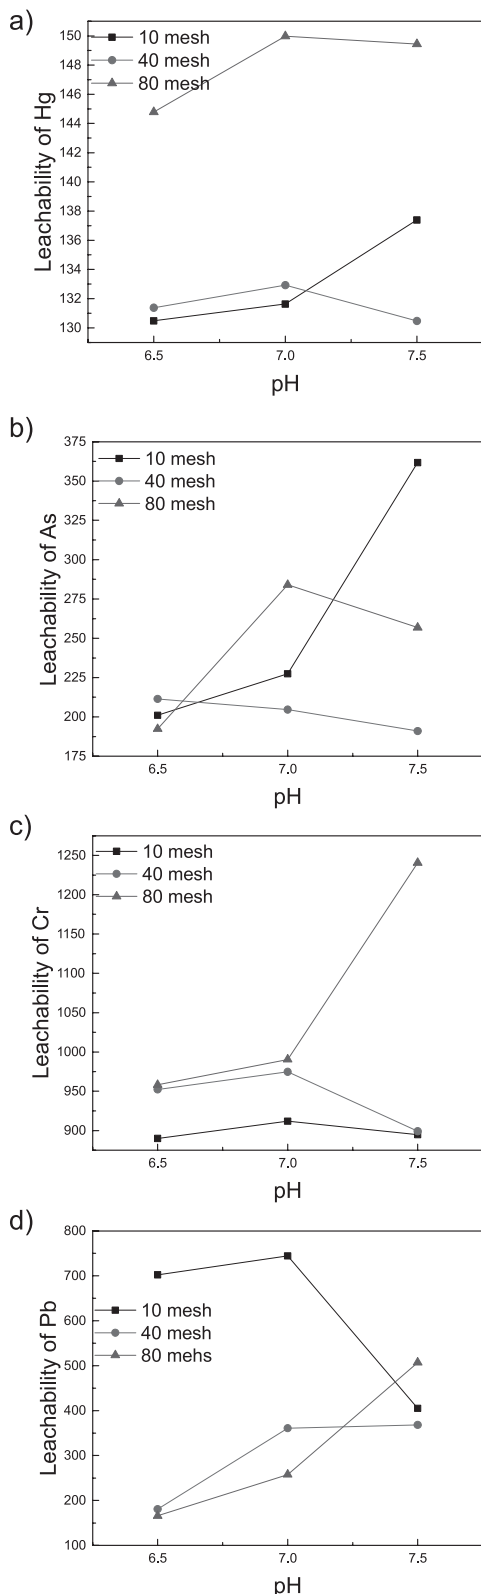 a)
10 mesh
40 mesh
80 mesh
150
148
146
144
142
140
138
136
134
132
130
Leachability of Hg
6.5 7.0 7.5
pH
b)
10 mesh
40 mesh
80 mesh
375
350
325
300
275
250
225
200
175
Leachability of As
6.5 7.0 7.5
pH
c)
10 mesh
40 mesh
80 mesh
1250
1200
1150
1100
1050
1000
950
900
Leachability of Cr
6.5 7.0 7.5
pH
d)
10 mesh
40 mesh
80 mehs
800
700
600
500
400
300
200
100
Leachability of Pb
6.5 7.0 7.5
pH